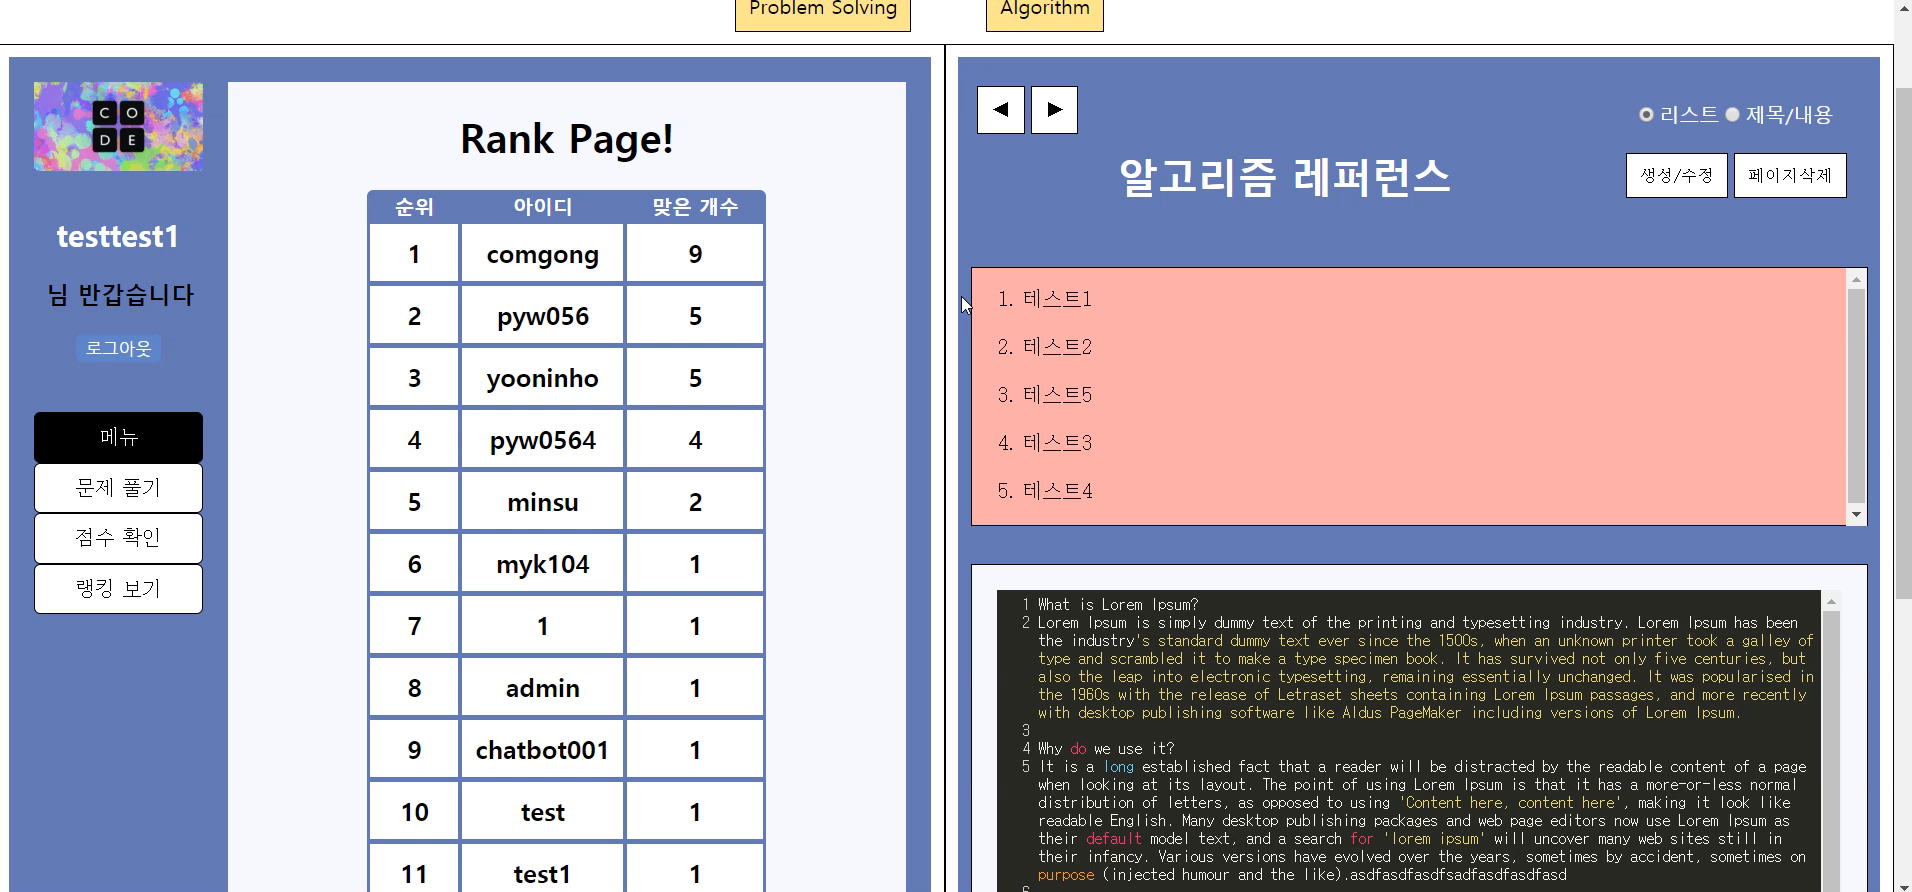 Problem Solving
Algorithm
C O
D E
testtest1
님 반갑습니다
로그아웃
메뉴
문제 풀기
점수 확인
랭킹 보기
Rank Page!
순위 아이디 맞은 개수
1 comgong 9
2 pyw056 5
3 yooninho 5
4 pyw0564 4
5 minsu 2
6 myk104 1
7 1 1
8 admin 1
9 chatbot001 1
10 test 1
11 test1 1
◀ ▶
리스트 제목/내용
알고리즘 레퍼런스
생성/수정 페이지삭제
1. 테스트1
2. 테스트2
3. 테스트5
4. 테스트3
5. 테스트4
1 What is Lorem Ipsum?
2 Lorem Ipsum is simply dummy text of the printing and typesetting industry. Lorem Ipsum has been
the industry's standard dummy text ever since the 1500s, when an unknown printer took a galley of
type and scrambled it to make a type specimen book. It has survived not only five centuries, but
also the leap into electronic typesetting, remaining essentially unchanged. It was popularised in
the 1960s with the release of Letraset sheets containing Lorem Ipsum passages, and more recently
with desktop publishing software like Aldus PageMaker including versions of Lorem Ipsum.
3
4 Why do we use it?
5 It is a long established fact that a reader will be distracted by the readable content of a page
when looking at its layout. The point of using Lorem Ipsum is that it has a more-or-less normal
distribution of letters, as opposed to using 'Content here, content here', making it look like
readable English. Many desktop publishing packages and web page editors now use Lorem Ipsum as
their default model text, and a search for 'lorem ipsum' will uncover many web sites still in
their infancy. Various versions have evolved over the years, sometimes by accident, sometimes on
purpose (injected humour and the like).asdfasdfasdfsadfasdfasdfasd